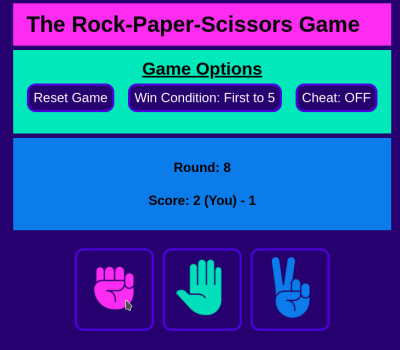 The Rock-Paper-Scissors Game
Game Options
Reset Game
Win Condition: First to 5
Cheat: OFF
Round: 8
Score: 2 (You) - 1